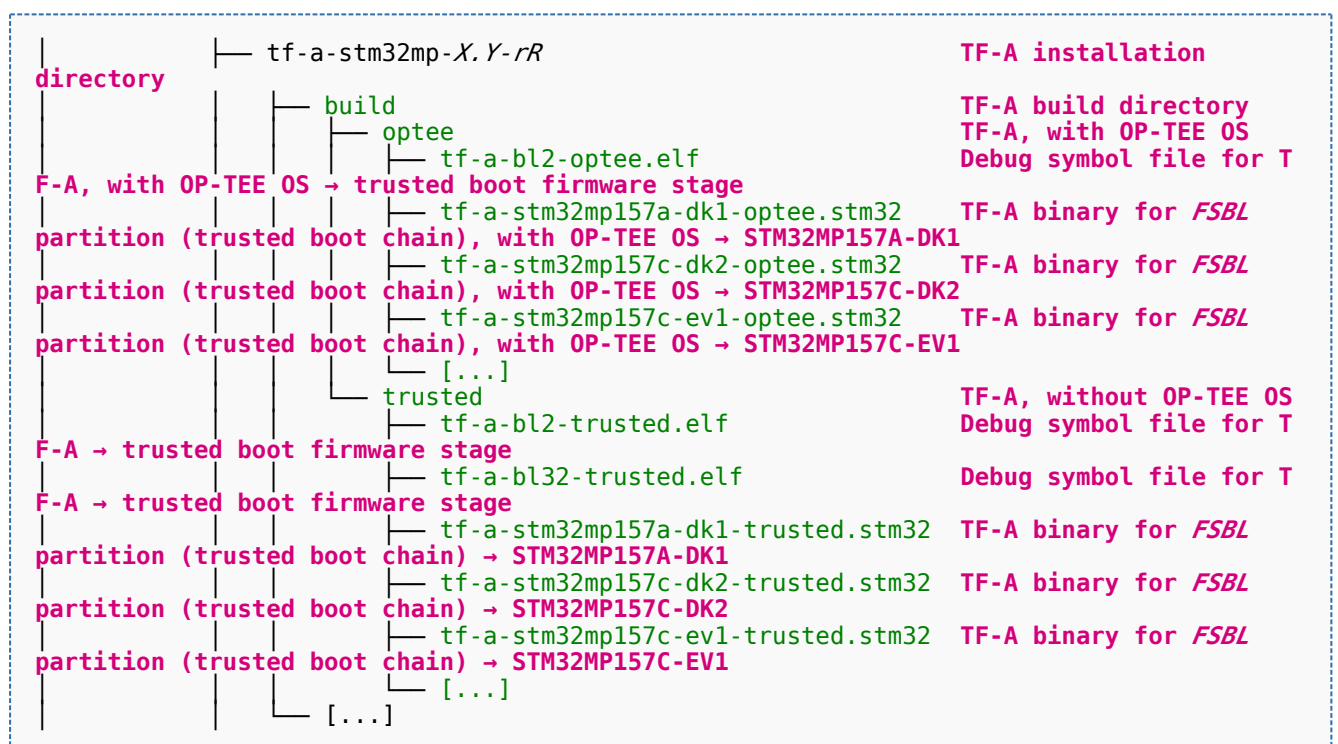 │           ├── tf-a-stm32mp-X.Y-rR                            TF-A installation
directory
│           │   ├── build                                      TF-A build directory
│           │   │   ├── optee                                  TF-A, with OP-TEE OS
│           │   │   │   ├── tf-a-bl2-optee.elf                 Debug symbol file for T
F-A, with OP-TEE OS → trusted boot firmware stage
│           │   │   │   ├── tf-a-stm32mp157a-dk1-optee.stm32   TF-A binary for FSBL
partition (trusted boot chain), with OP-TEE OS → STM32MP157A-DK1
│           │   │   │   ├── tf-a-stm32mp157c-dk2-optee.stm32   TF-A binary for FSBL
partition (trusted boot chain), with OP-TEE OS → STM32MP157C-DK2
│           │   │   │   ├── tf-a-stm32mp157c-ev1-optee.stm32   TF-A binary for FSBL
partition (trusted boot chain), with OP-TEE OS → STM32MP157C-EV1
│           │   │   │   └── [...]
│           │   │   └── trusted                                TF-A, without OP-TEE OS
│           │   │       ├── tf-a-bl2-trusted.elf               Debug symbol file for T
F-A → trusted boot firmware stage
│           │   │       ├── tf-a-bl32-trusted.elf              Debug symbol file for T
F-A → trusted boot firmware stage
│           │   │       ├── tf-a-stm32mp157a-dk1-trusted.stm32 TF-A binary for FSBL
partition (trusted boot chain) → STM32MP157A-DK1
│           │   │       ├── tf-a-stm32mp157c-dk2-trusted.stm32 TF-A binary for FSBL
partition (trusted boot chain) → STM32MP157C-DK2
│           │   │       ├── tf-a-stm32mp157c-ev1-trusted.stm32 TF-A binary for FSBL
partition (trusted boot chain) → STM32MP157C-EV1
│           │   │       └── [...]
│           │   └── [...]